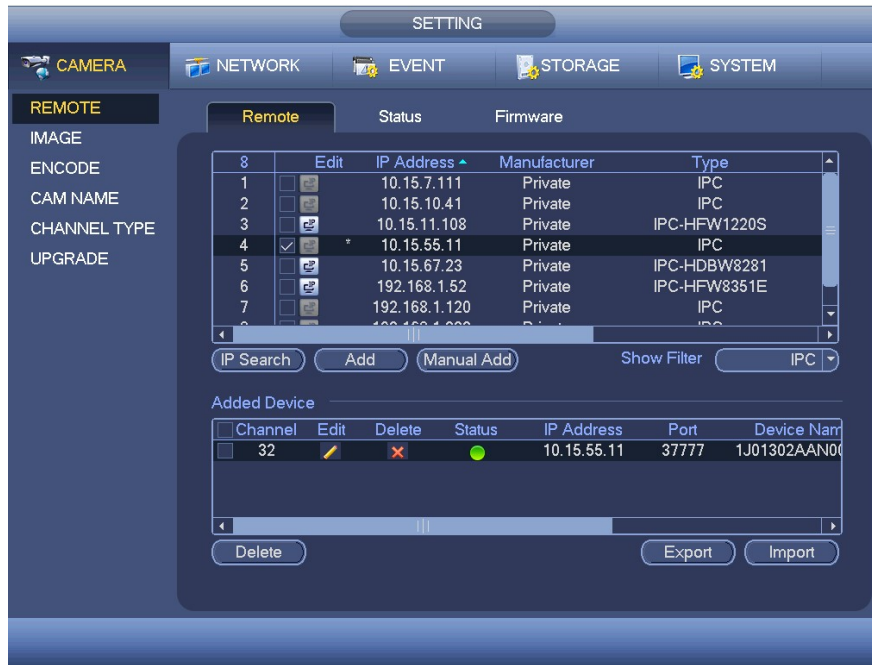 SETTING
CAMERA NETWORK EVENT STORAGE SYSTEM
REMOTE
IMAGE
ENCODE
CAM NAME
CHANNEL TYPE
UPGRADE
Remote Status Firmware
8 Edit IP Address Manufacturer Type
1 10.15.7.111 Private IPC
2 10.15.10.41 Private IPC
3 10.15.11.108 Private IPC-HFW1220S
4 * 10.15.55.11 Private IPC
5 10.15.67.23 Private IPC-HDBW8281
6 192.168.1.52 Private IPC-HFW8351E
7 192.168.1.120 Private IPC
IP Search Add Manual Add Show Filter IPC
Added Device
Channel Edit Delete Status IP Address Port Device Nam
32 10.15.55.11 37777 1J01302AAN00
Delete Export Import